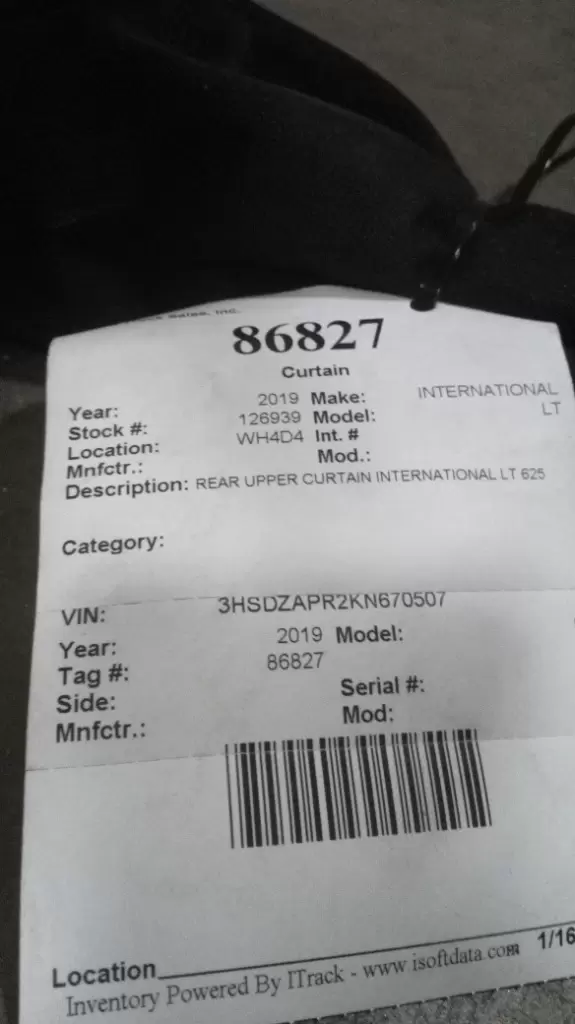 Sales, Inc.
86827
Curtain
Year: 2019 Make: INTERNATIONAL
Stock #: 126939 Model: LT
Location: WH4D4 Int. #
Mnfctr.: Mod.:
Description: REAR UPPER CURTAIN INTERNATIONAL LT 625
Category:
VIN: 3HSDZAPR2KN670507
Year: 2019 Model:
Tag #: 86827
Side: Serial #:
Mnfctr.: Mod:
Location
Inventory Powered By ITrack - www.isoftdata.com 1/16